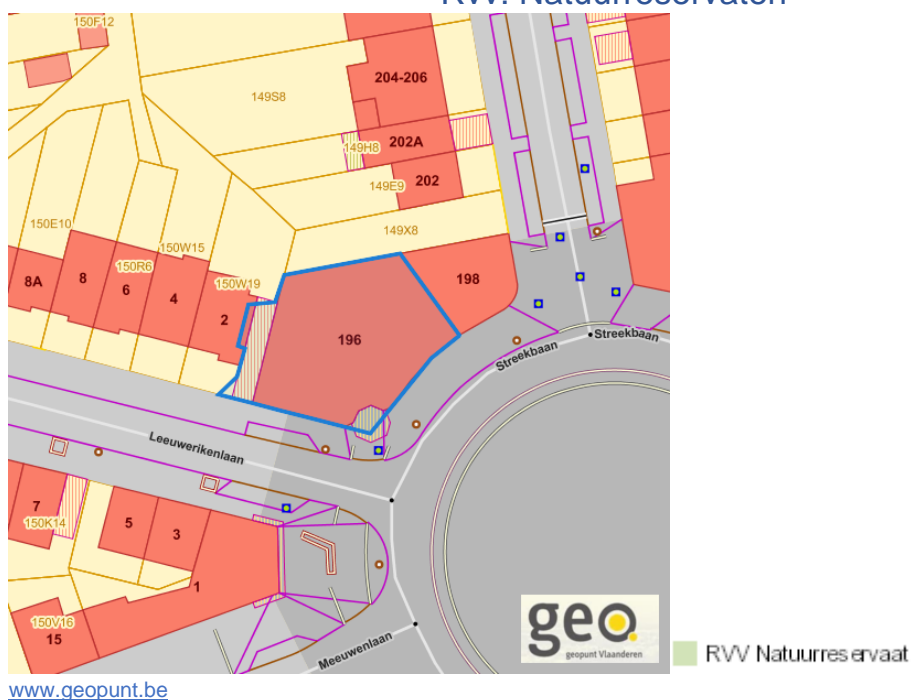 RVV: Natuurreservaten
150F12
204-206
149S8
149H8
202A
149E9
202
150E10
149X8
150W15
8A
8
150R6
6
4
150W19
2
198
196
Streekbaan
Streekbaan
Leeuwerikenlaan
7
150K14
5
3
1
150V16
15
Meeuwenlaan
geo
geopunt Vlaanderen
RVV Natuurreservaat
www.geopunt.be